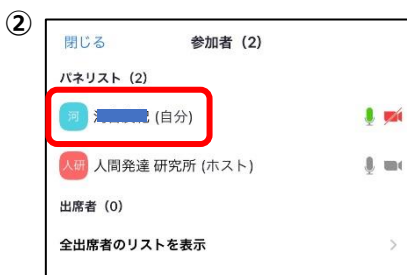 ②
閉じる 参加者（2）
パネリスト（2）
河 (自分)
人研 人間発達 研究所 (ホスト)
出席者（0）
全出席者のリストを表示